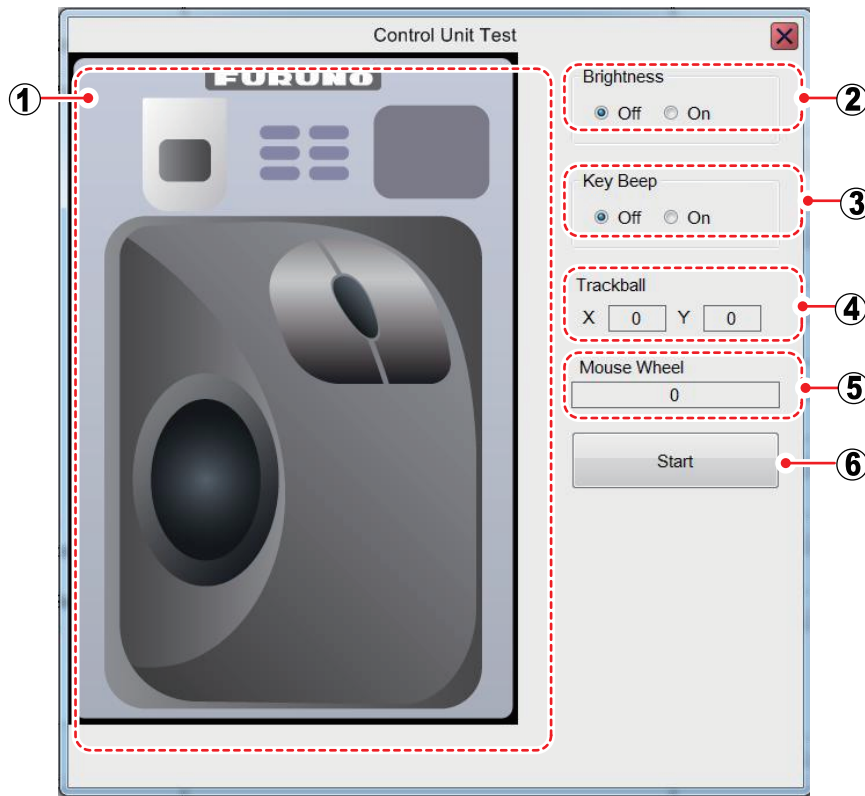 Control Unit Test
FURUNO
1
Brightness
Off On
2
Key Beep
Off On
3
Trackball
X 0 Y 0
4
Mouse Wheel
0
5
Start
6